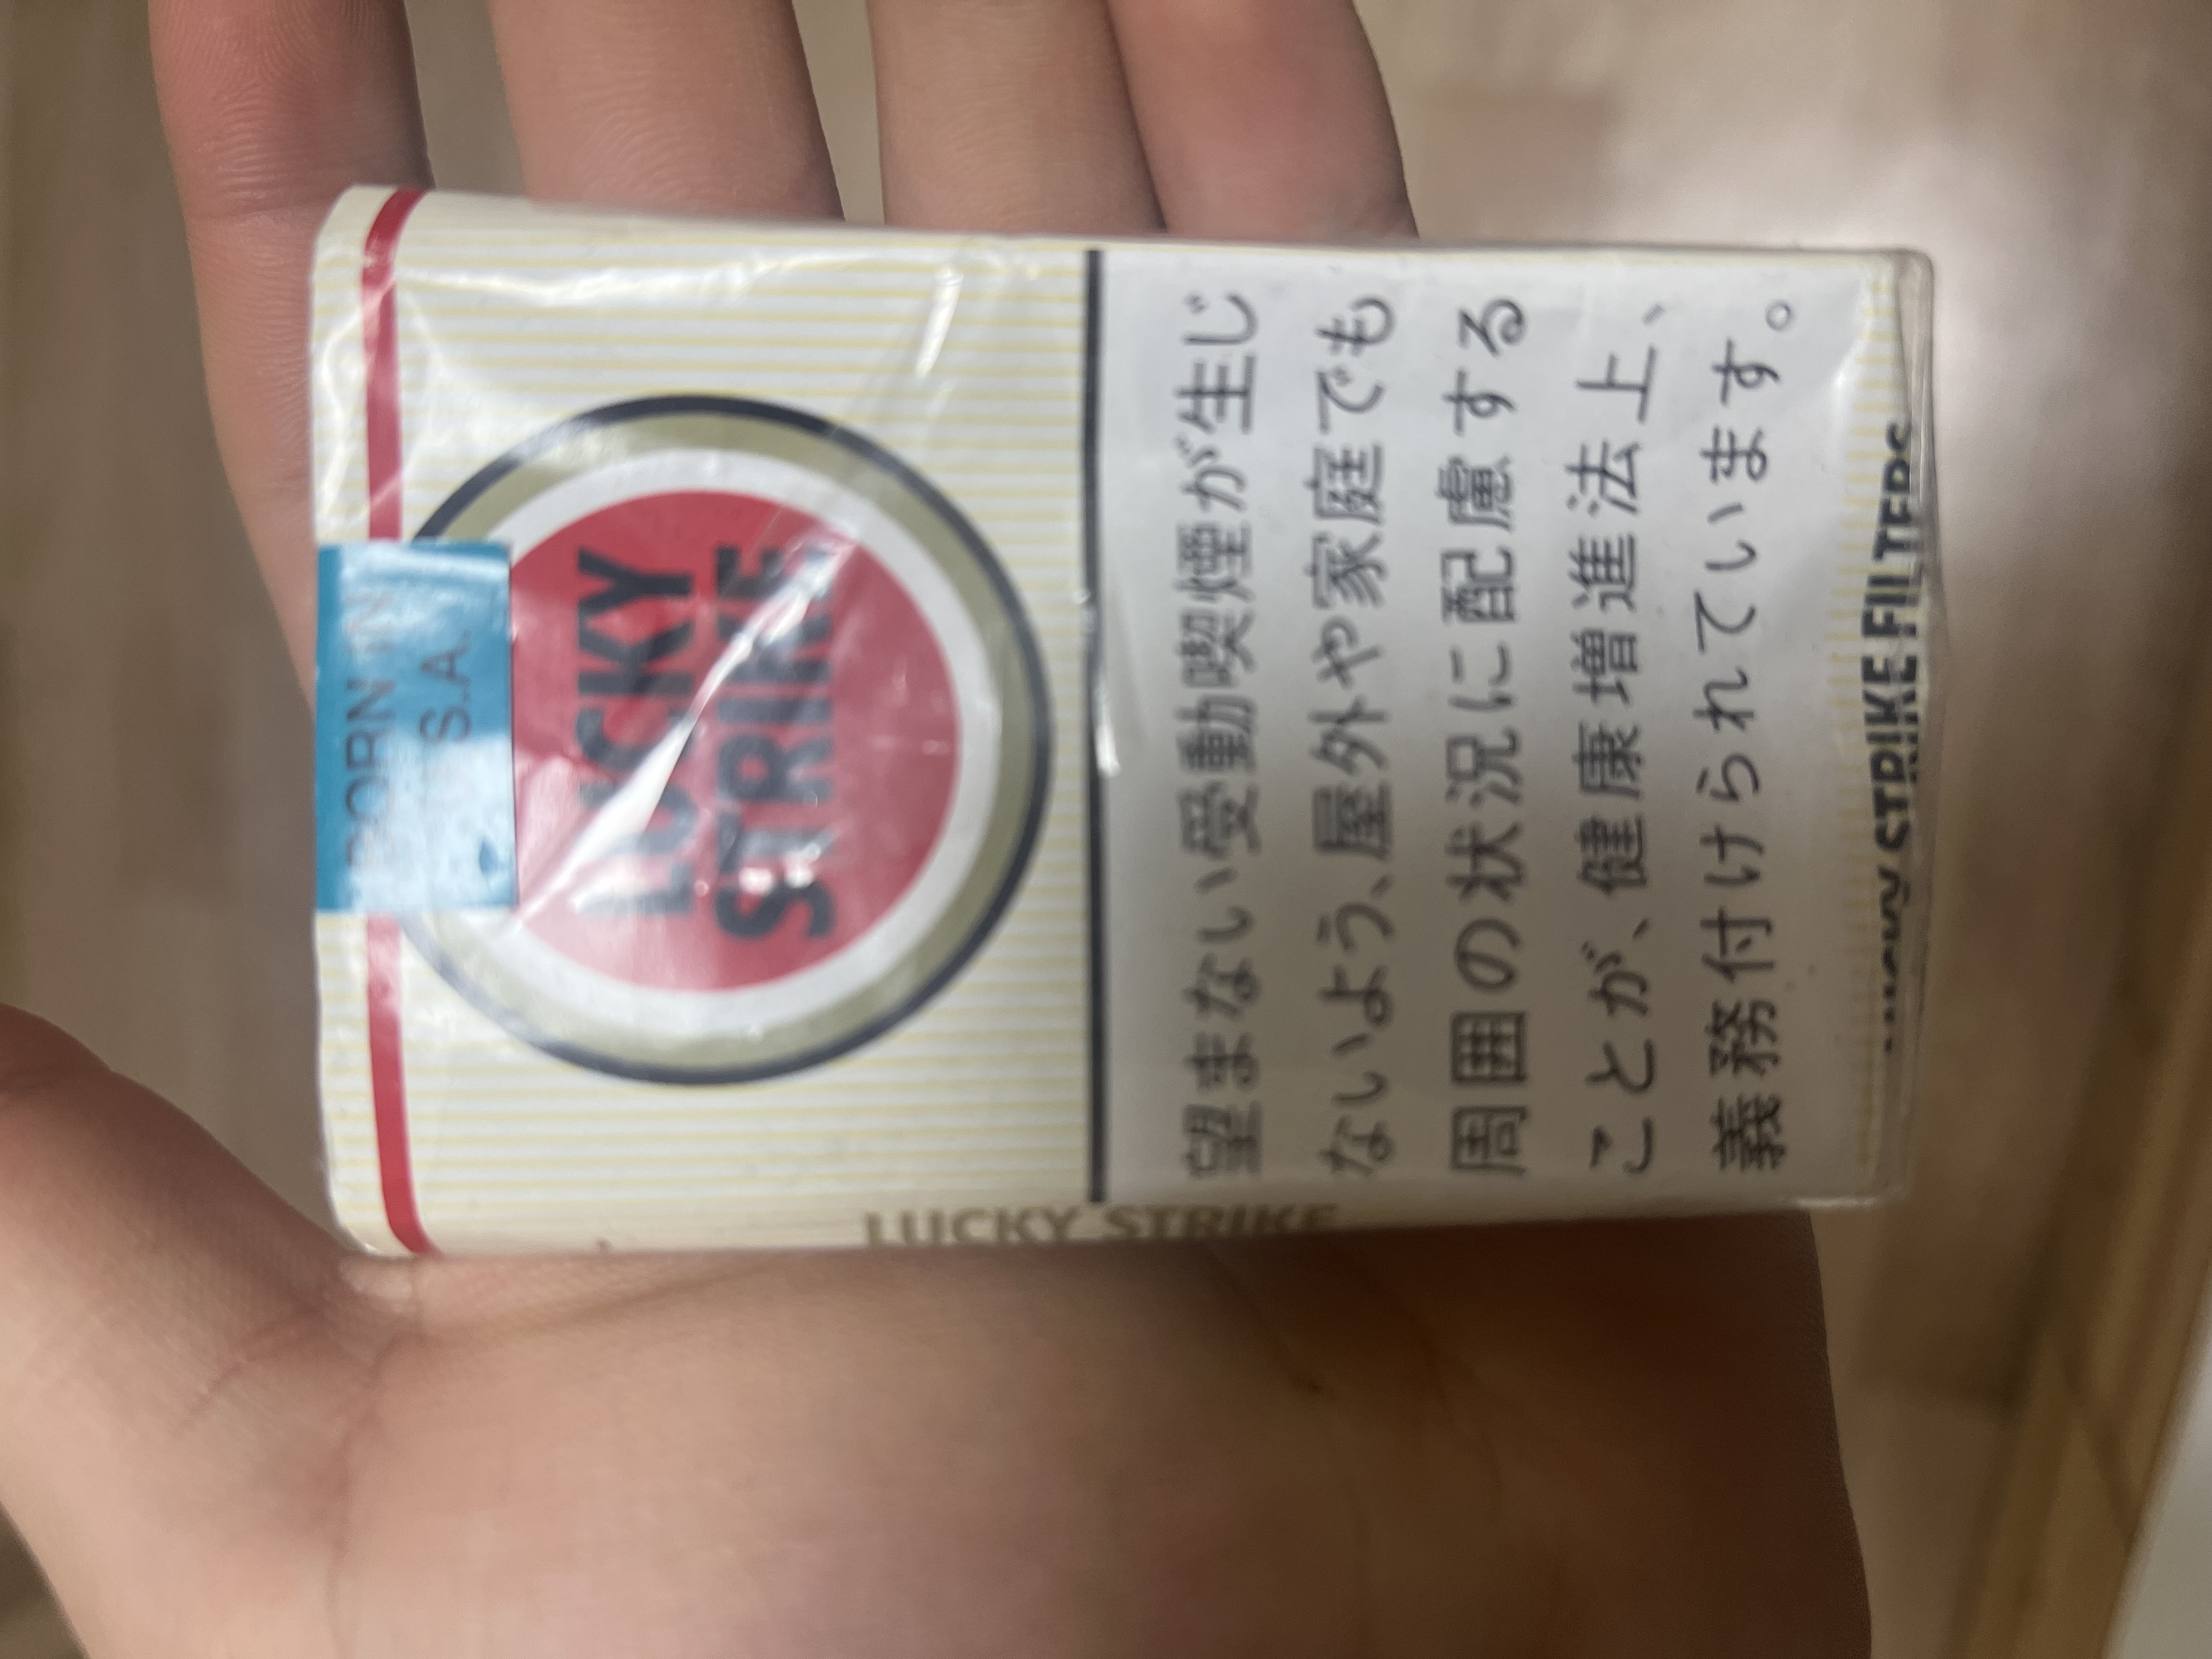 BORN IN
U.S.A.
LUCKY
STRIKE
望まない受動喫煙が生じ
ないよう、屋外や家庭でも
周囲の状況に配慮する
ことが、健康増進法上、
義務付けられています。
LUCKY STRIKE
STRIKE FILTERS